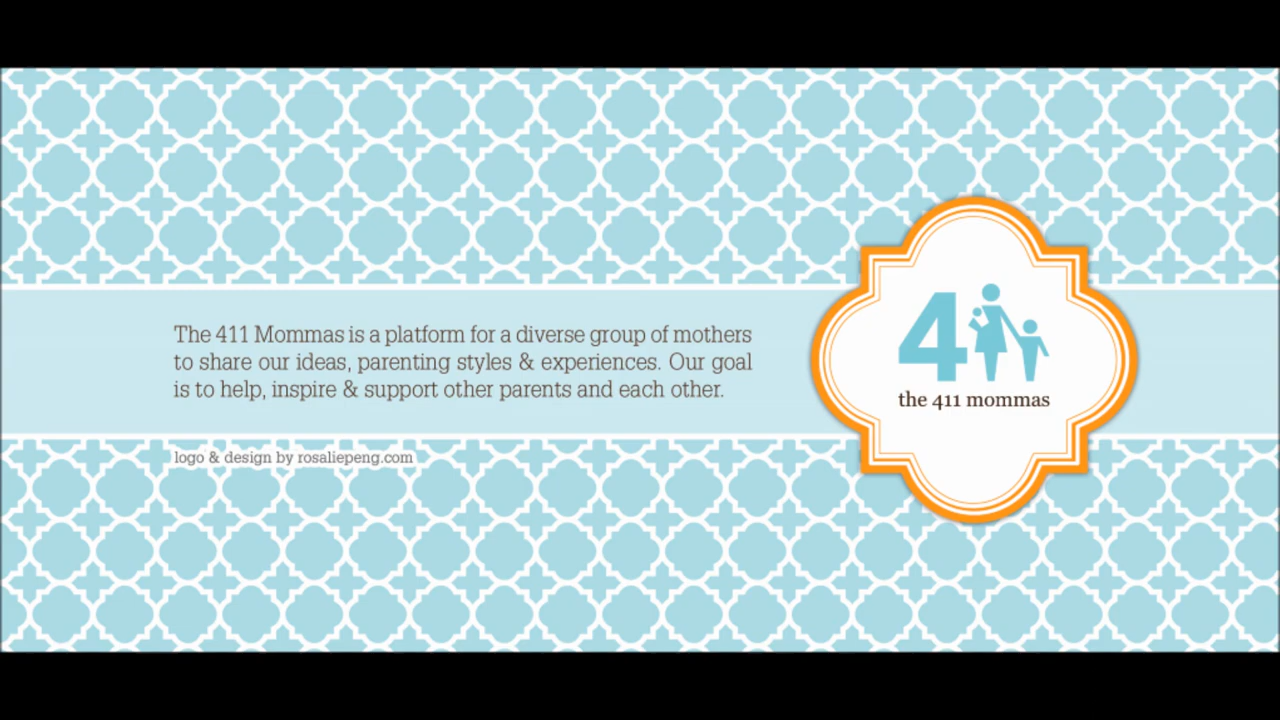 The 411 Mommas is a platform for a diverse group of mothers
to share our ideas, parenting styles & experiences. Our goal
is to help, inspire & support other parents and each other.
logo & design by rosaliepeng.com
4
the 411 mommas